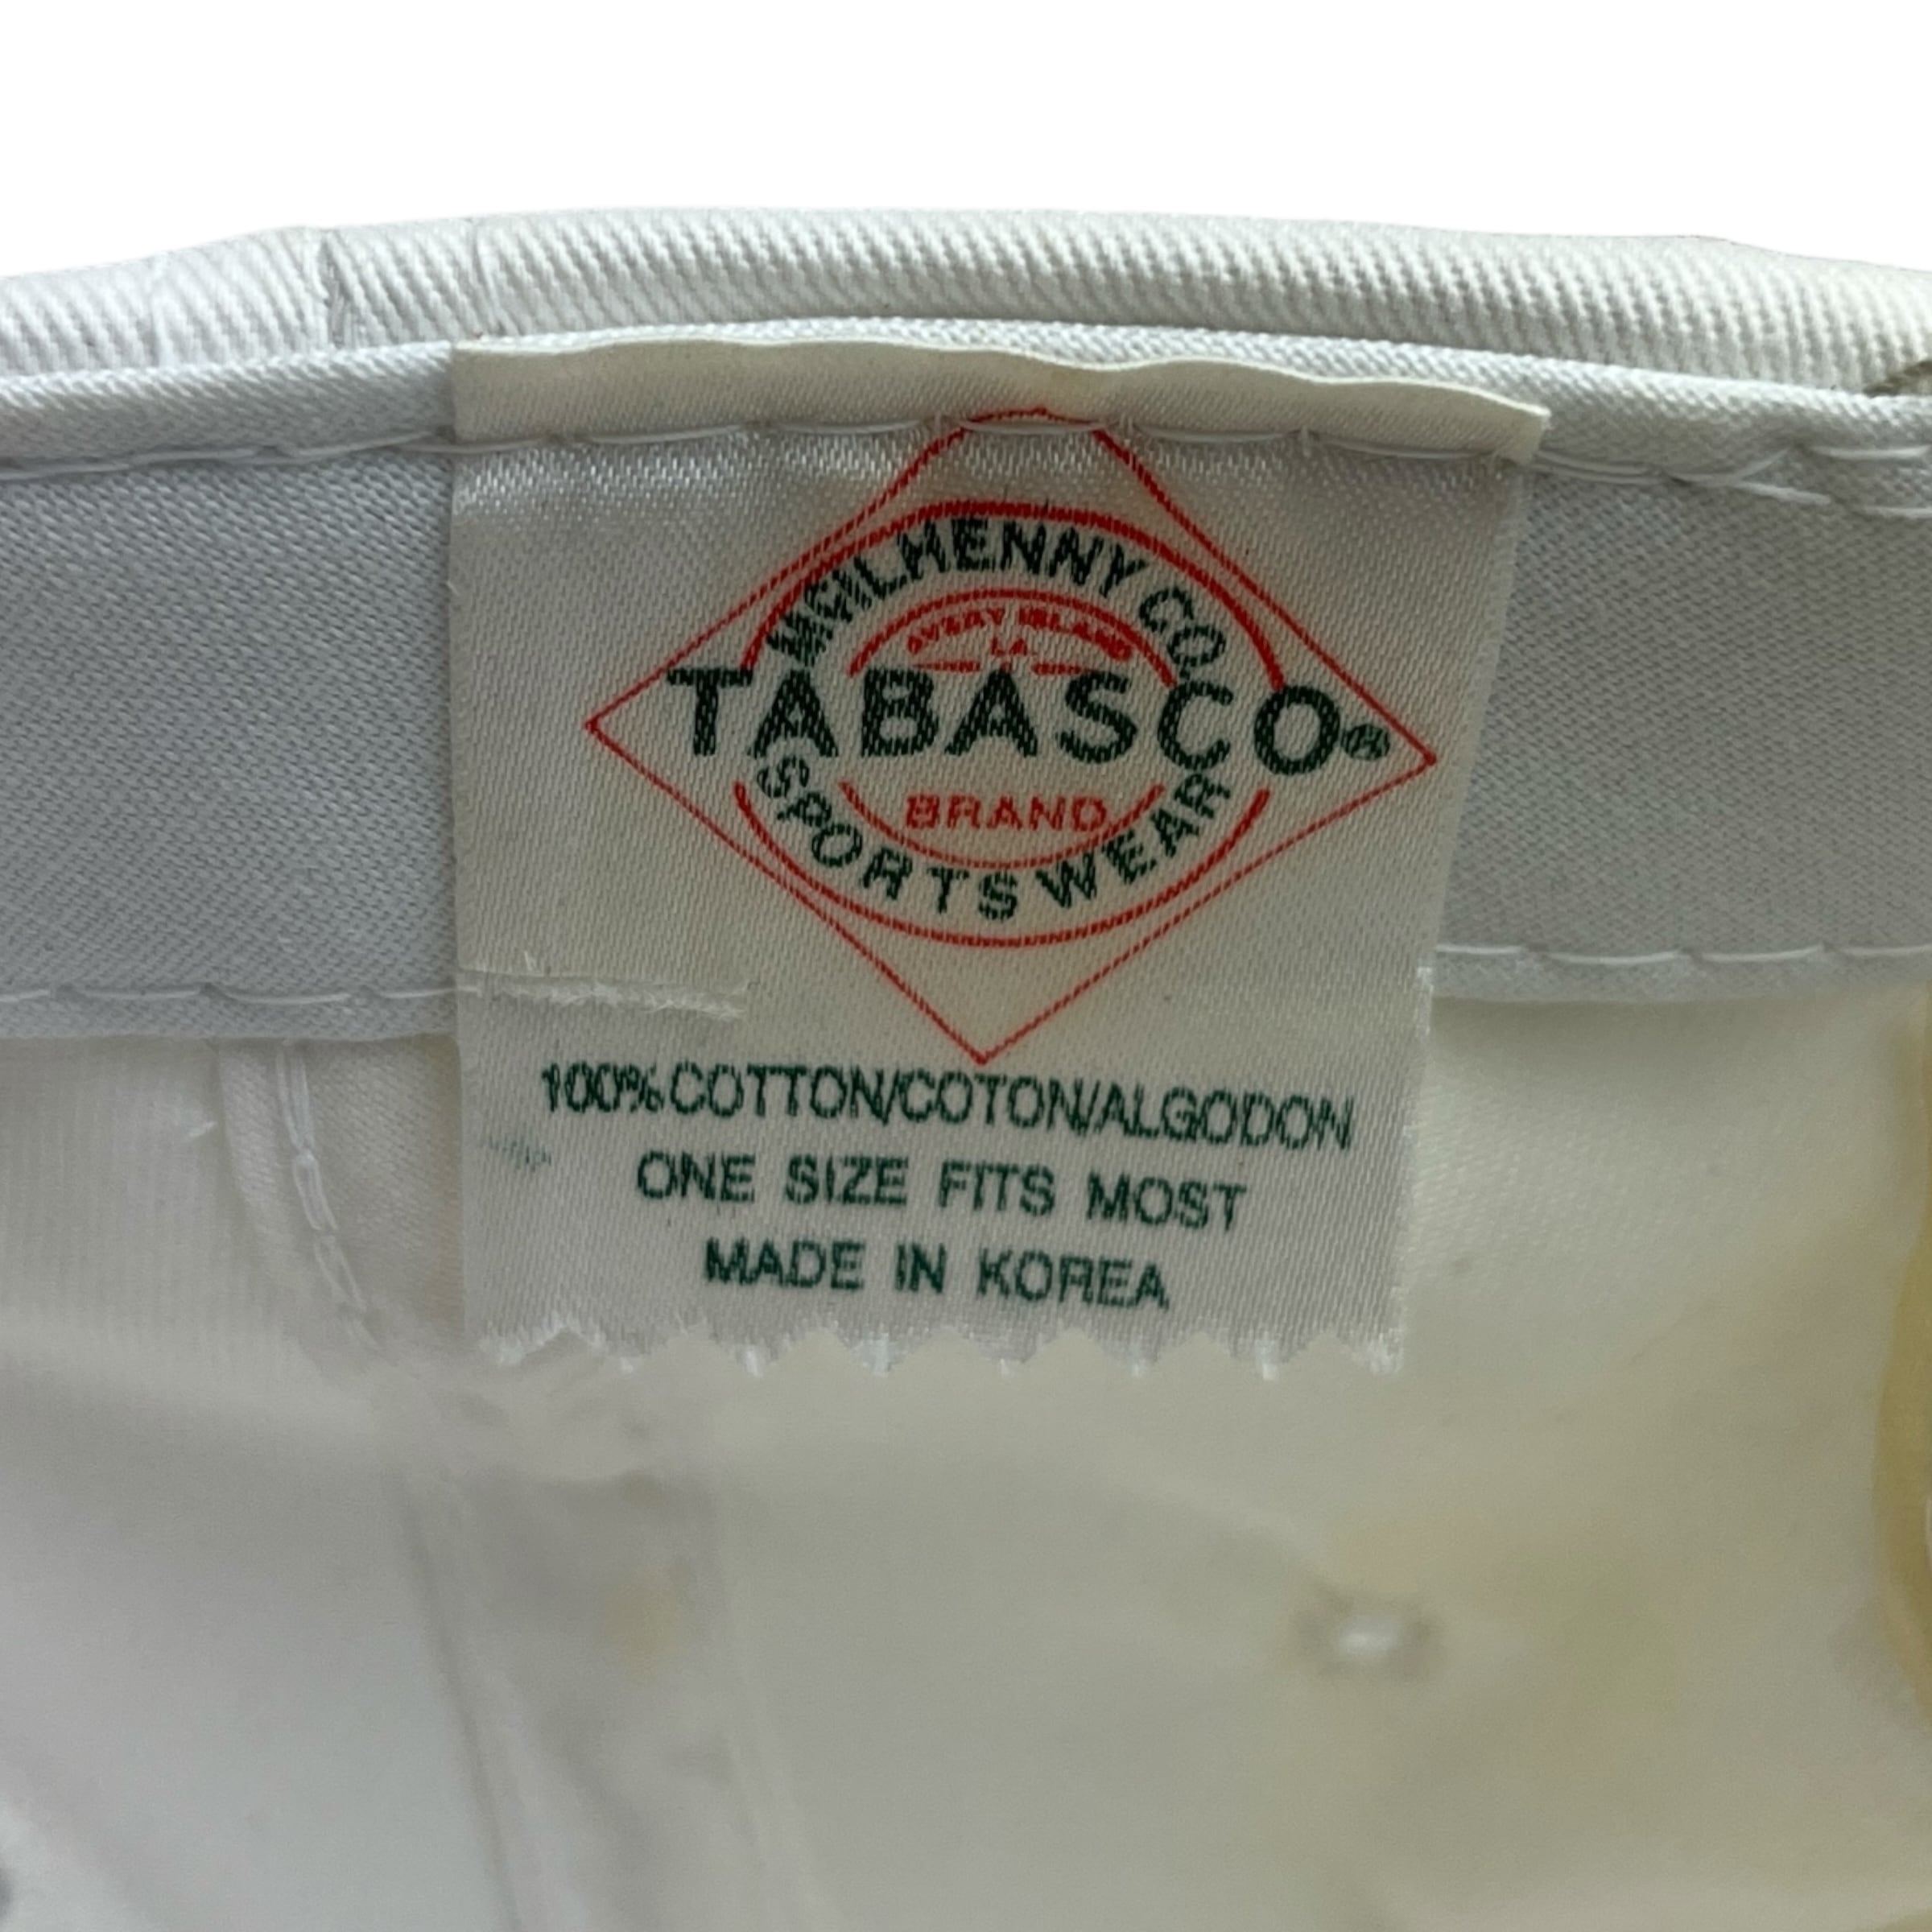 McILHENNY CO.
AVERY ISLAND
LA
TABASCO®
BRAND
SPORTSWEAR
100% COTTON/COTON/ALGODON
ONE SIZE FITS MOST
MADE IN KOREA